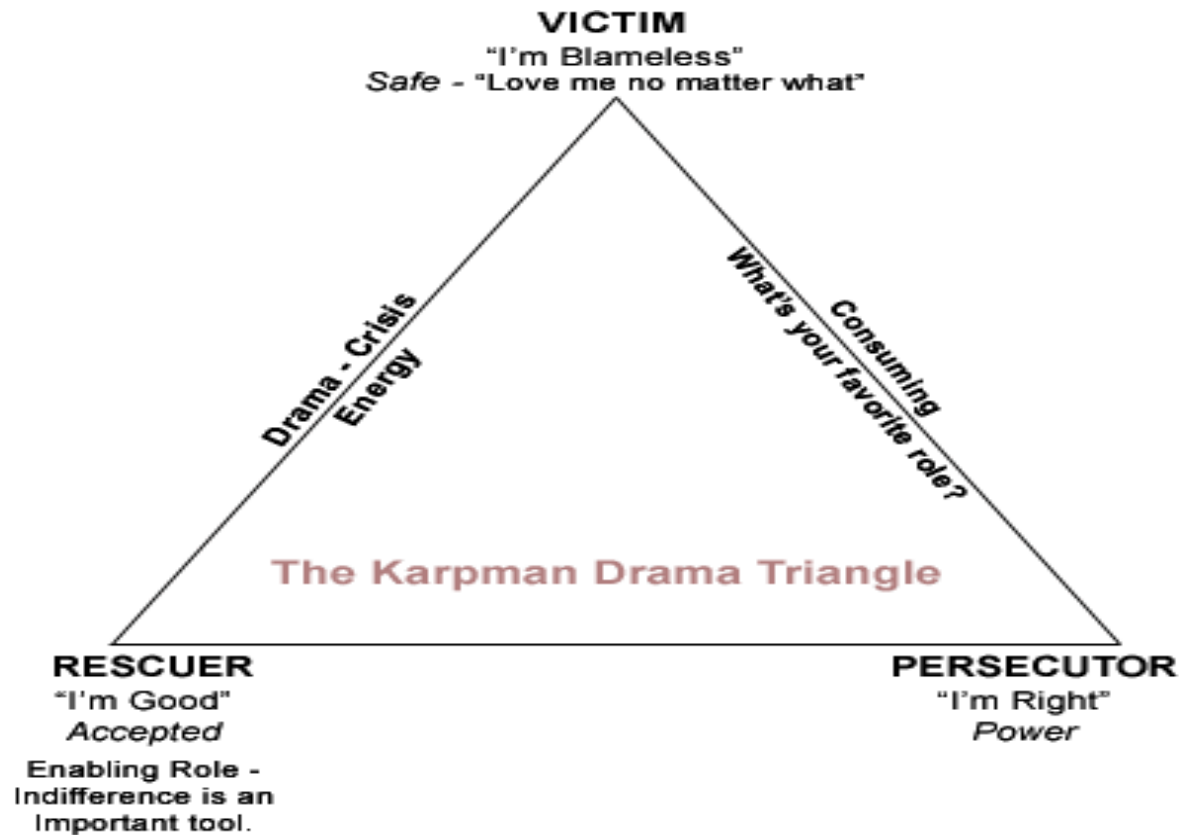 VICTIM
“I’m Blameless”
Safe - “Love me no matter what”
Drama - Crisis
Energy
Consuming
What’s your favorite role?
The Karpman Drama Triangle
RESCUER
“I’m Good”
Accepted
Enabling Role -
Indifference is an
Important tool.
PERSECUTOR
“I’m Right”
Power